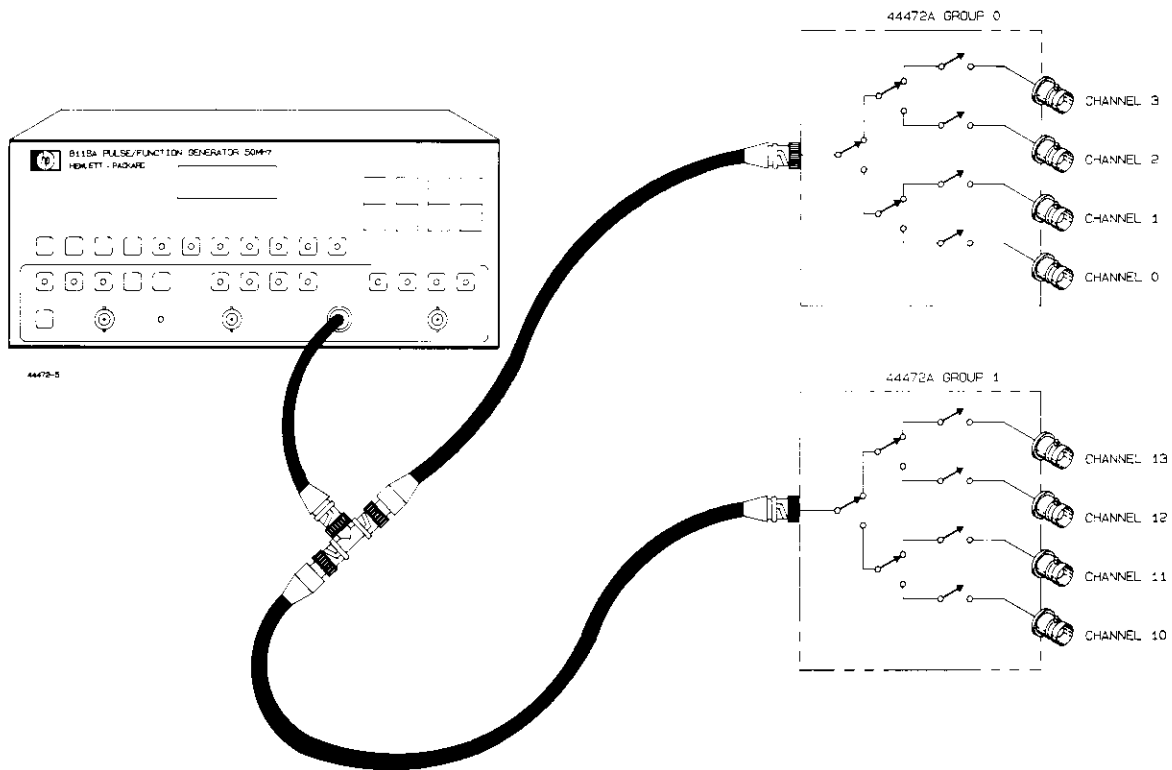 44472A GROUP 0
CHANNEL 3
CHANNEL 2
CHANNEL 1
CHANNEL 0
hp
8116A PULSE/FUNCTION GENERATOR 50MHz
HEWLETT - PACKARD
44472-5
44472A GROUP 1
CHANNEL 13
CHANNEL 12
CHANNEL 11
CHANNEL 10